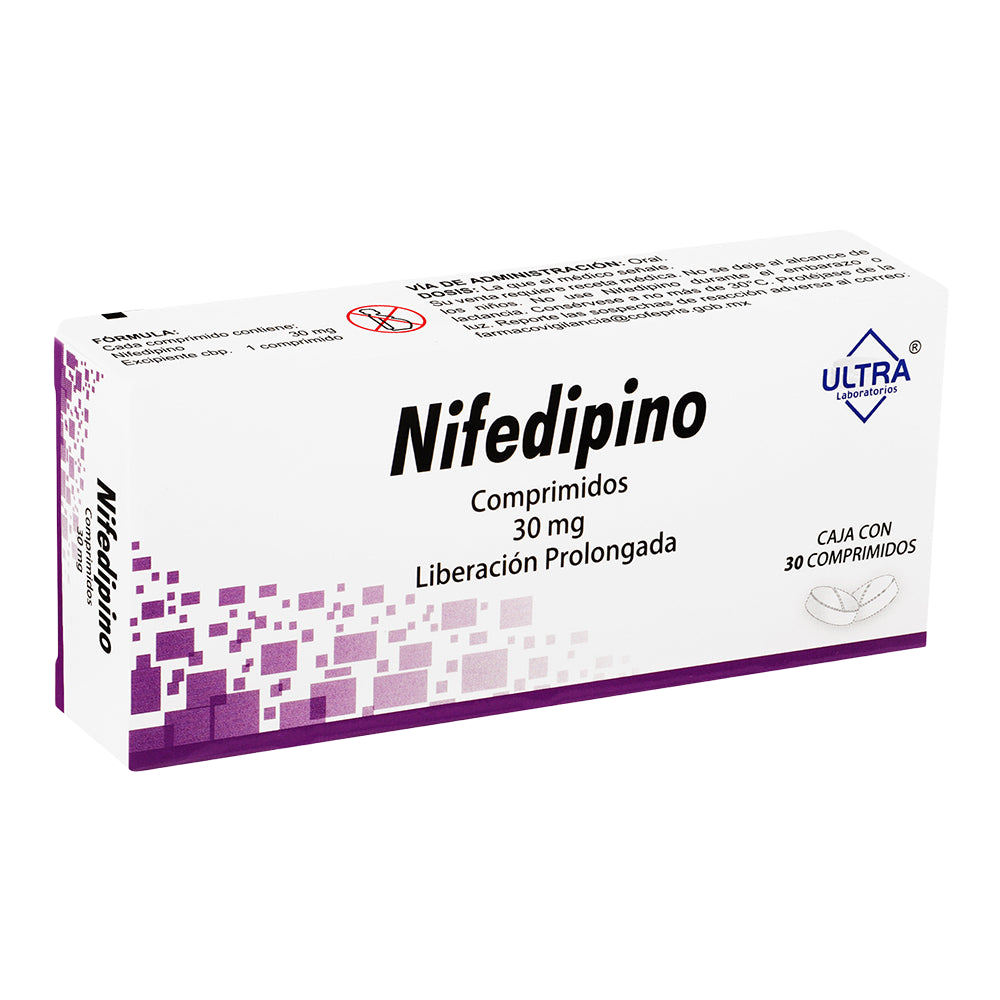 FÓRMULA:
Cada comprimido contiene:
Nifedipino 30 mg
Excipiente cbp. 1 comprimido
VÍA DE ADMINISTRACIÓN: Oral.
DOSIS: La que el médico señale.
Su venta requiere receta médica. No se deje al alcance de
los niños. No use Nifedipino durante el embarazo o
lactancia. Consérvese a no más de 30°C. Protéjase de la
luz. Reporte las sospechas de reacción adversa al correo:
farmacovigilancia@cofepris.gob.mx
ULTRA®
Laboratorios
Nifedipino
Comprimidos
30 mg
Liberación Prolongada
CAJA CON
30 COMPRIMIDOS
Nifedipino
Comprimidos
30 mg